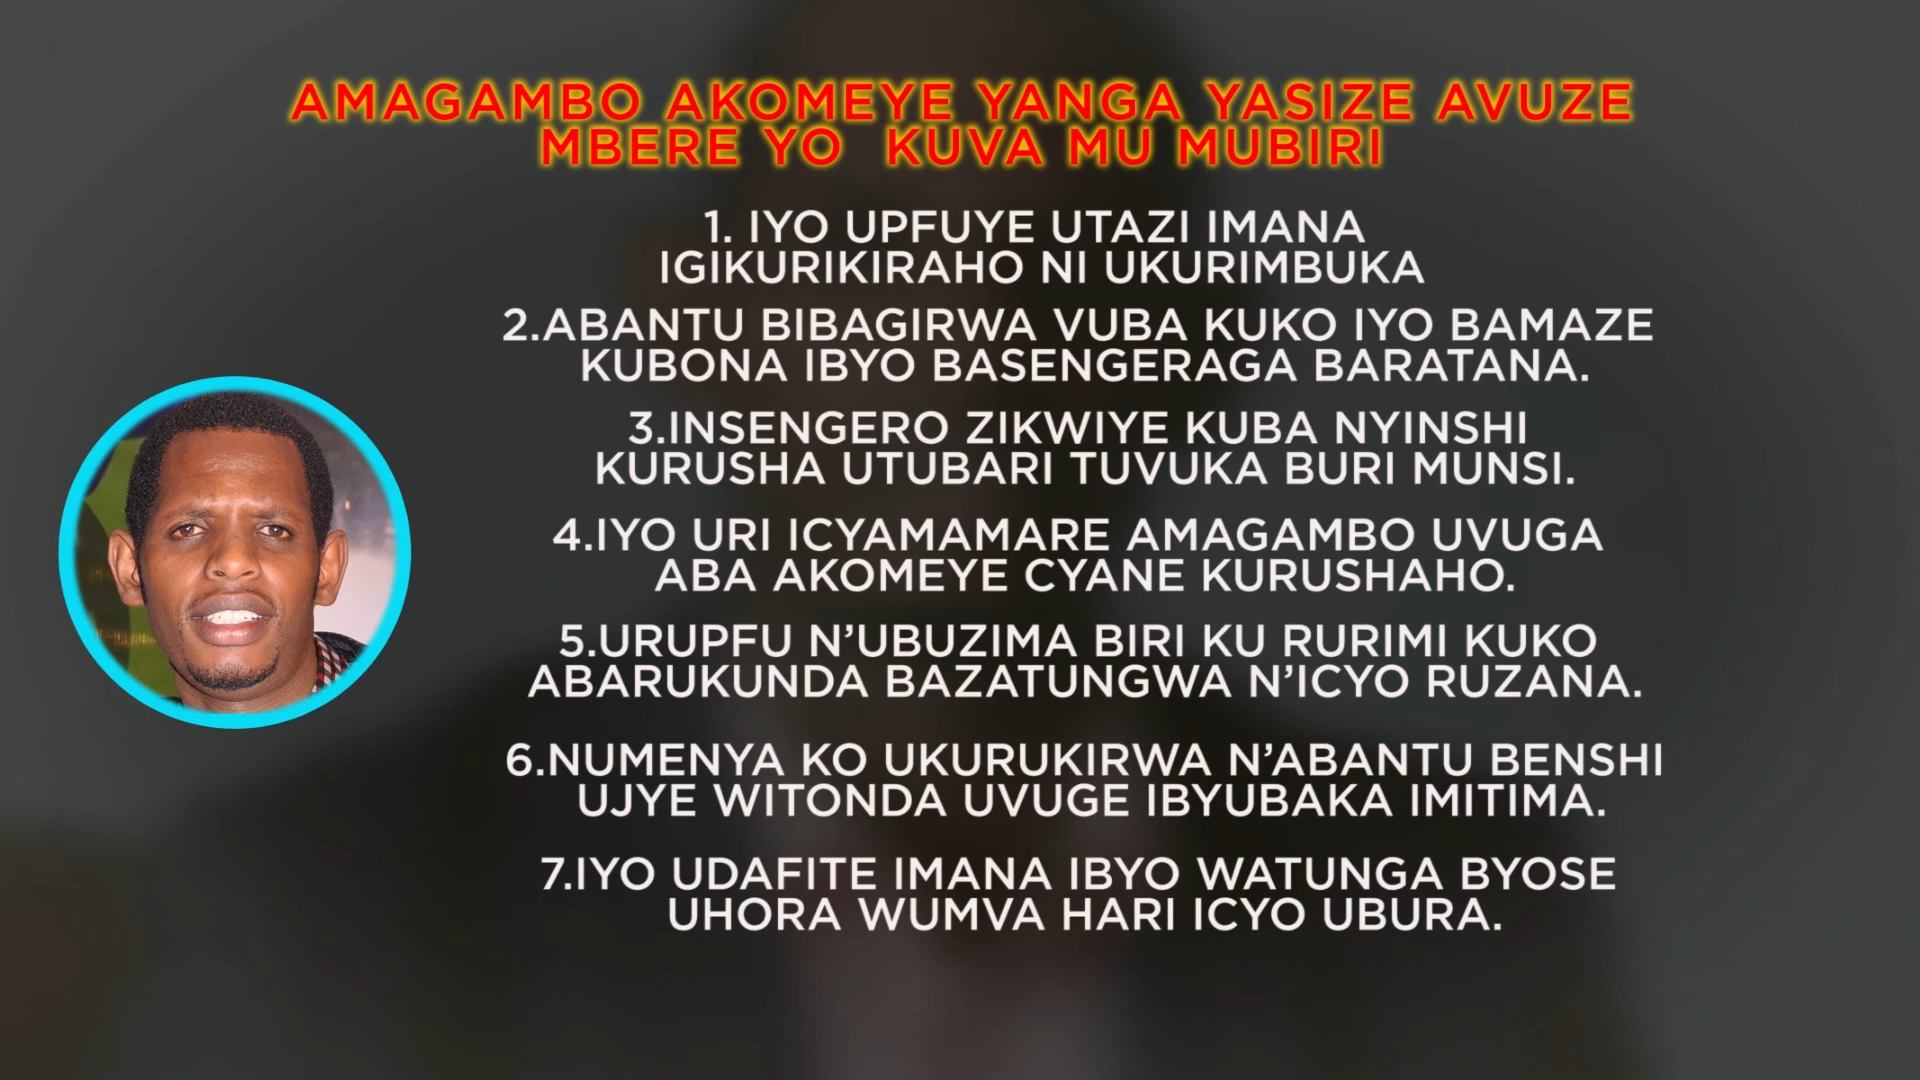 AMAGAMBO AKOMEYE YANGA YASIZE AVUZE
MBERE YO KUVA MU MUBIRI
1. IYO UPFUYE UTAZI IMANA
IGIKURIKIRAHO NI UKURIMBUKA
2.ABANTU BIBAGIRWA VUBA KUKO IYO BAMAZE
KUBONA IBYO BASENGERAGA BARATANA.
3.INSENGERO ZIKWIYE KUBA NYINSHI
KURUSHA UTUBARI TUVUKA BURI MUNSI.
4.IYO URI ICYAMAMARE AMAGAMBO UVUGA
ABA AKOMEYE CYANE KURUSHAHO.
5.URUPFU N’UBUZIMA BIRI KU RURIMI KUKO
ABARUKUNDA BAZATUNGWA N’ICYO RUZANA.
6.NUMENYA KO UKURUKIRWA N’ABANTU BENSHI
UJYE WITONDA UVUGE IBYUBAKA IMITIMA.
7.IYO UDAFITE IMANA IBYO WATUNGA BYOSE
UHORA WUMVA HARI ICYO UBURA.